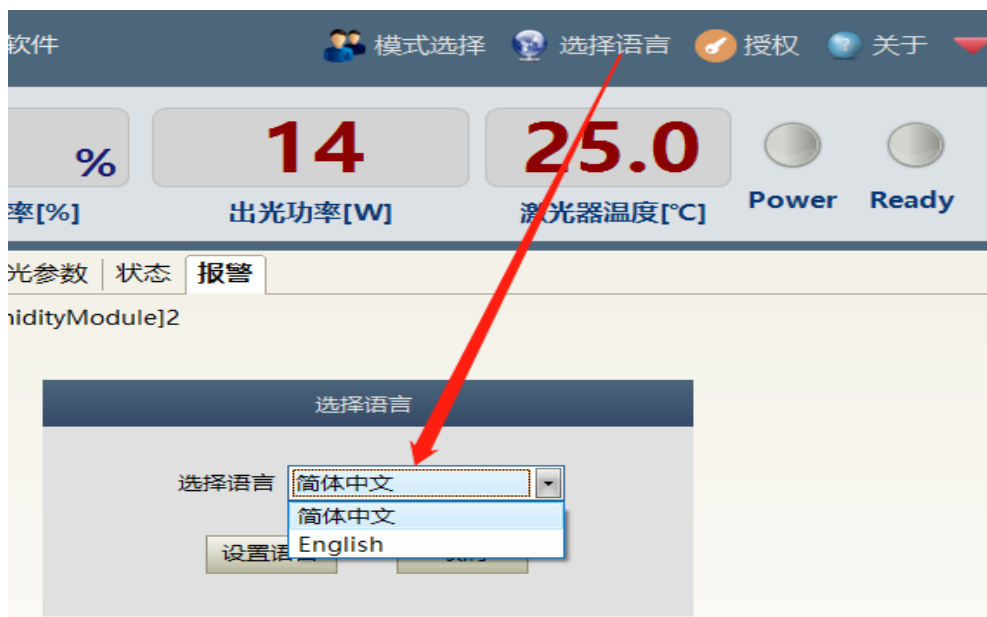 软件 模式选择 选择语言 授权 关于
% 14 25.0
率[%] 出光功率[W] 激光器温度[℃] Power Ready
光参数 状态 报警
nidityModule]2
选择语言
选择语言 简体中文
简体中文
English
设置语